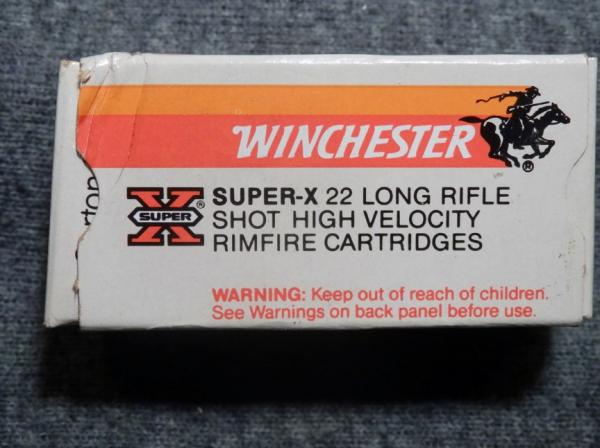 WINCHESTER
®
SUPER-X 22 LONG RIFLE
SHOT HIGH VELOCITY
RIMFIRE CARTRIDGES
X SUPER ®
WARNING: Keep out of reach of children.
See Warnings on back panel before use.